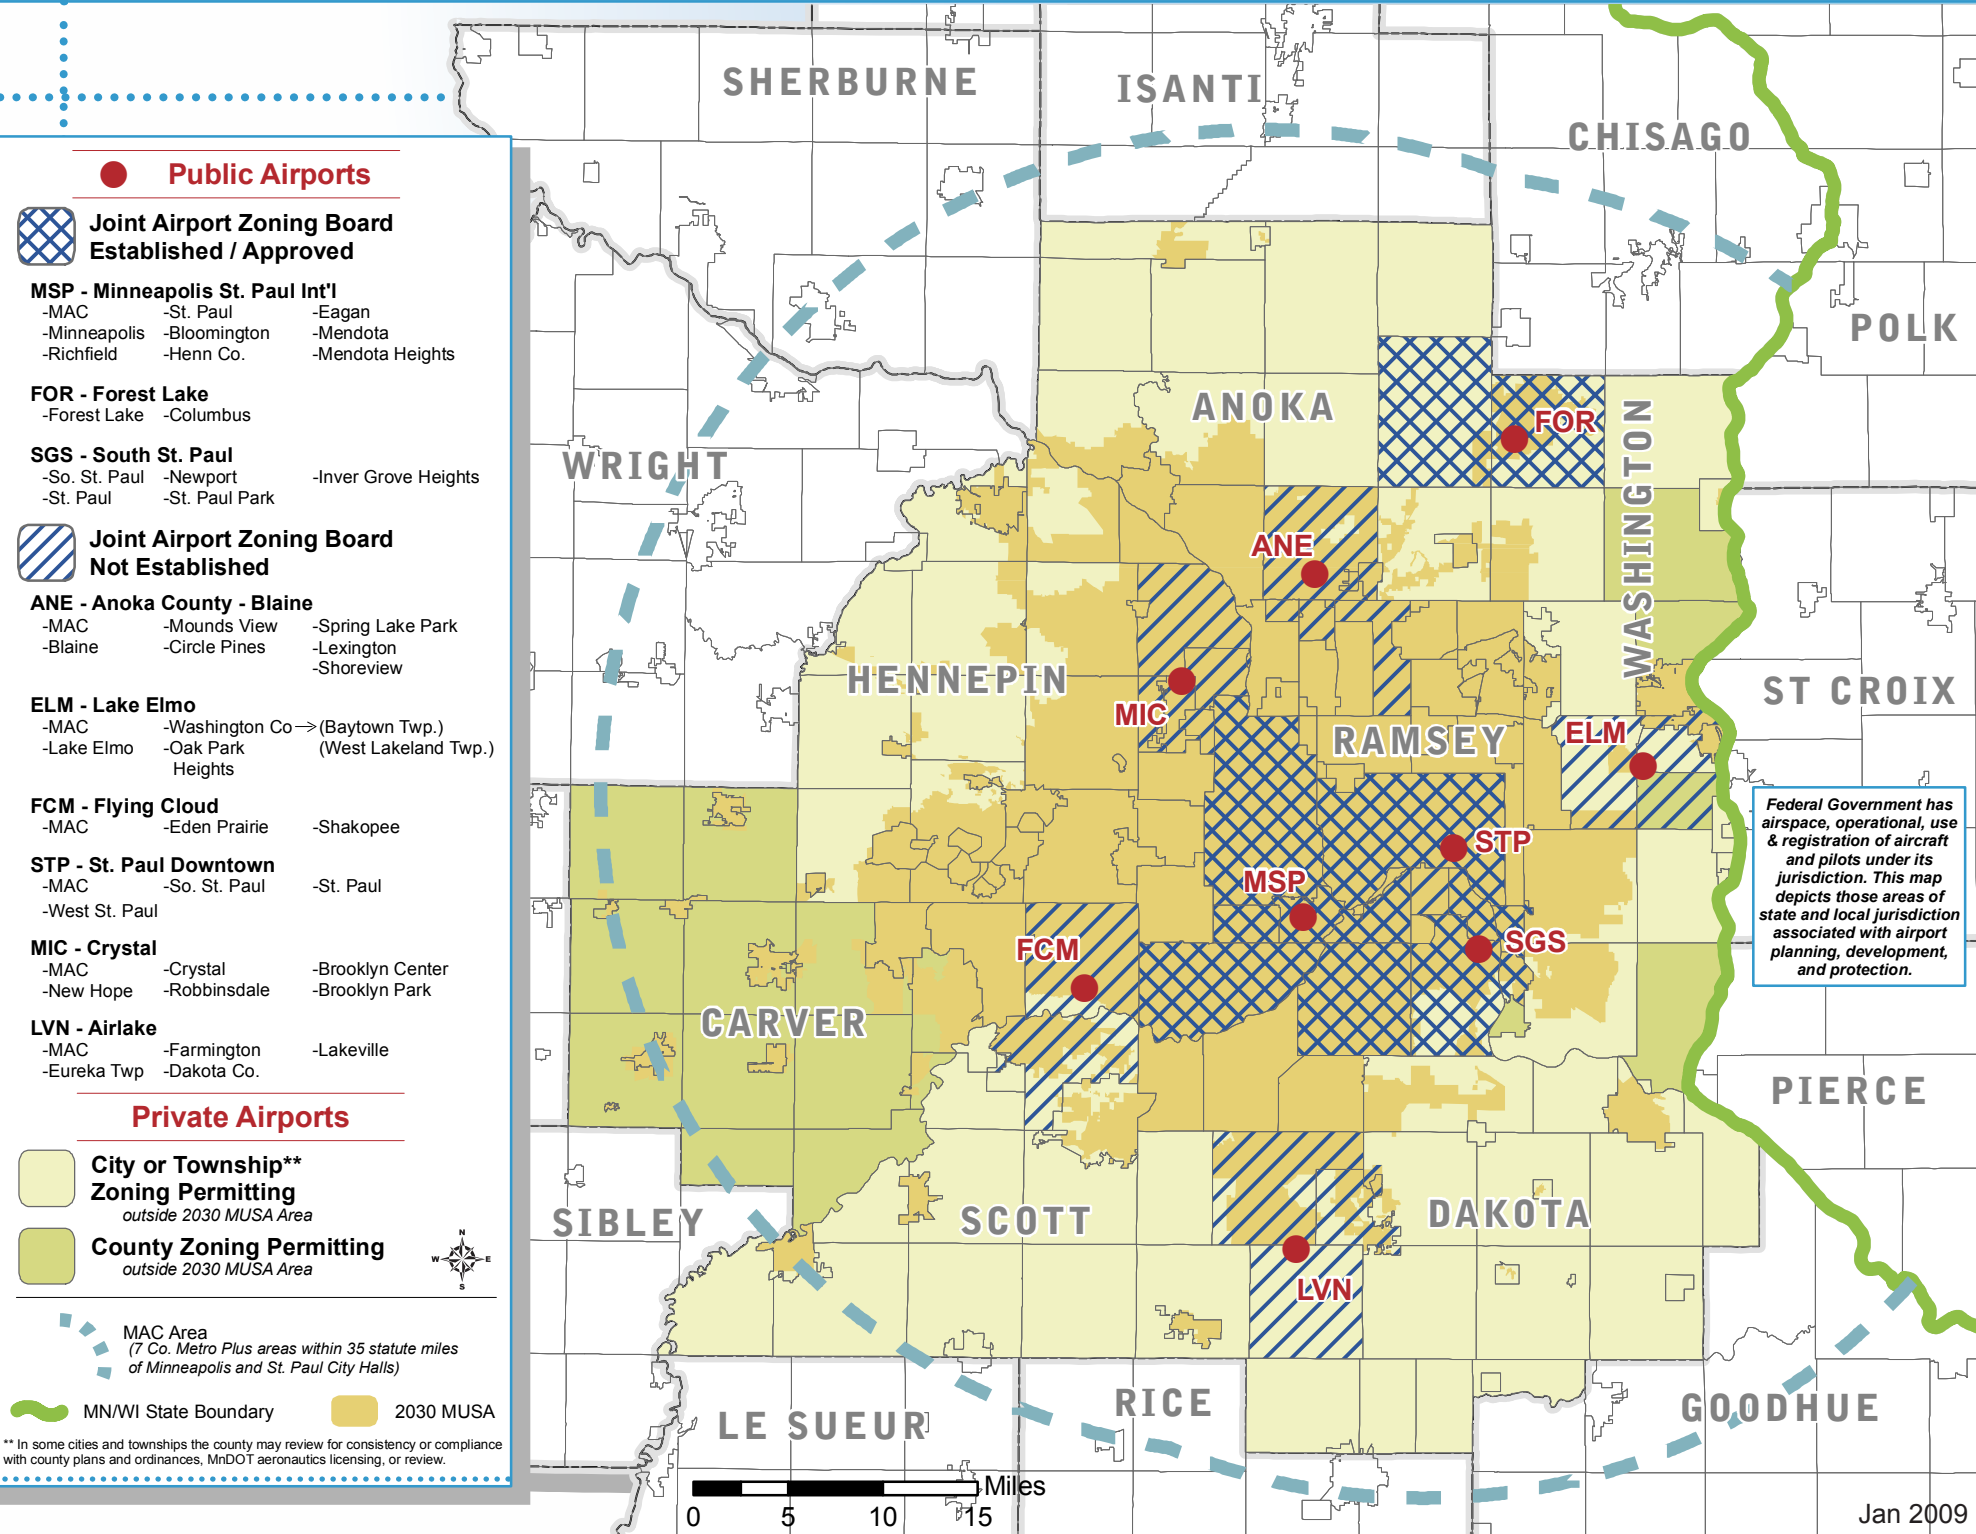 Public Airports
Joint Airport Zoning Board
Established / Approved
MSP - Minneapolis St. Paul Int'l
-MAC -St. Paul -Eagan
-Minneapolis -Bloomington -Mendota
-Richfield -Henn Co. -Mendota Heights
FOR - Forest Lake
-Forest Lake -Columbus
SGS - South St. Paul
-So. St. Paul -Newport -Inver Grove Heights
-St. Paul -St. Paul Park
Joint Airport Zoning Board
Not Established
ANE - Anoka County - Blaine
-MAC -Mounds View -Spring Lake Park
-Blaine -Circle Pines -Lexington
-Shoreview
ELM - Lake Elmo
-MAC -Washington Co→(Baytown Twp.)
-Lake Elmo -Oak Park (West Lakeland Twp.)
Heights
FCM - Flying Cloud
-MAC -Eden Prairie -Shakopee
STP - St. Paul Downtown
-MAC -So. St. Paul -St. Paul
-West St. Paul
MIC - Crystal
-MAC -Crystal -Brooklyn Center
-New Hope -Robbinsdale -Brooklyn Park
LVN - Airlake
-MAC -Farmington -Lakeville
-Eureka Twp -Dakota Co.
Private Airports
City or Township**
Zoning Permitting
outside 2030 MUSA Area
County Zoning Permitting
outside 2030 MUSA Area
N
W E
S
MAC Area
(7 Co. Metro Plus areas within 35 statute miles
of Minneapolis and St. Paul City Halls)
MN/WI State Boundary 2030 MUSA
** In some cities and townships the county may review for consistency or compliance
with county plans and ordinances, MnDOT aeronautics licensing, or review.
SHERBURNE
ISANTI
CHISAGO
POLK
ANOKA
FOR
WRIGHT
WASHINGTON
ANE
HENNEPIN
MIC
ST CROIX
RAMSEY
ELM
Federal Government has
airspace, operational, use
& registration of aircraft
and pilots under its
jurisdiction. This map
depicts those areas of
state and local jurisdiction
associated with airport
planning, development,
and protection.
STP
MSP
SGS
FCM
CARVER
PIERCE
SIBLEY
SCOTT
DAKOTA
LVN
RICE
LE SUEUR
GOODHUE
Miles
0 5 10 15
Jan 2009